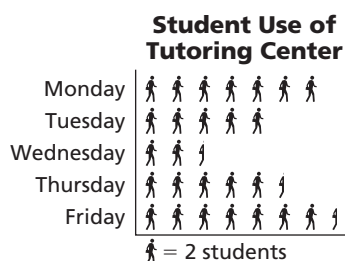 Student Use of
Tutoring Center
Monday
Tuesday
Wednesday
Thursday
Friday
= 2 students